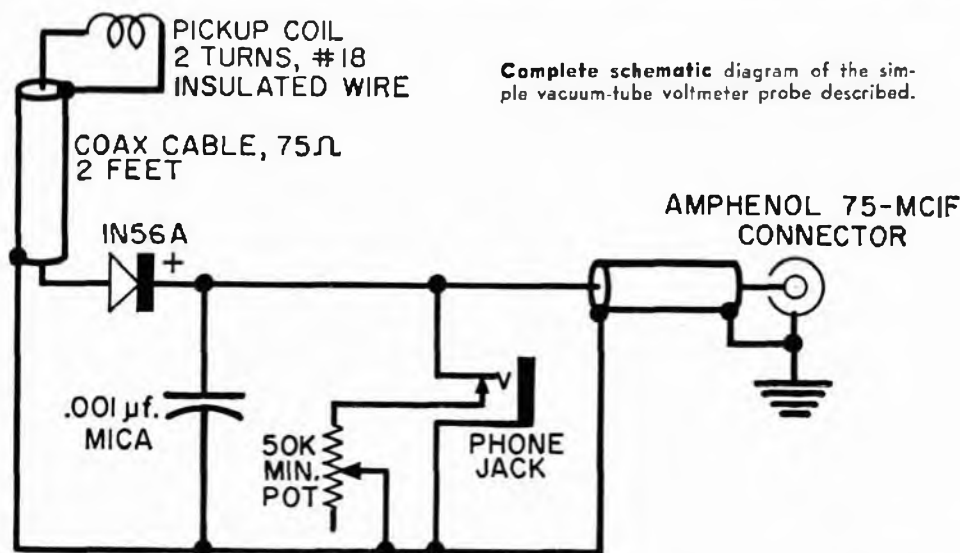 PICKUP COIL
2 TURNS, #18
INSULATED WIRE
Complete schematic diagram of the sim-
ple vacuum-tube voltmeter probe described.
COAX CABLE, 75Ω
2 FEET
AMPHENOL 75-MCIF
CONNECTOR
IN56A
+
.001 µf.
MICA
50K
MIN.
POT
PHONE
JACK